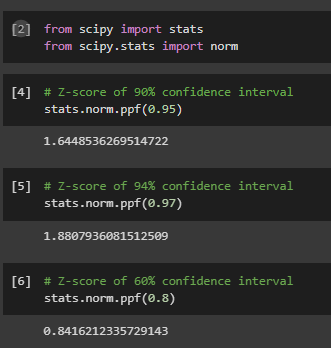 [2] from scipy import stats
from scipy.stats import norm
[4] # Z-score of 90% confidence interval
stats.norm.ppf(0.95)
1.6448536269514722
[5] # Z-score of 94% confidence interval
stats.norm.ppf(0.97)
1.8807936081512509
[6] # Z-score of 60% confidence interval
stats.norm.ppf(0.8)
0.8416212335729143